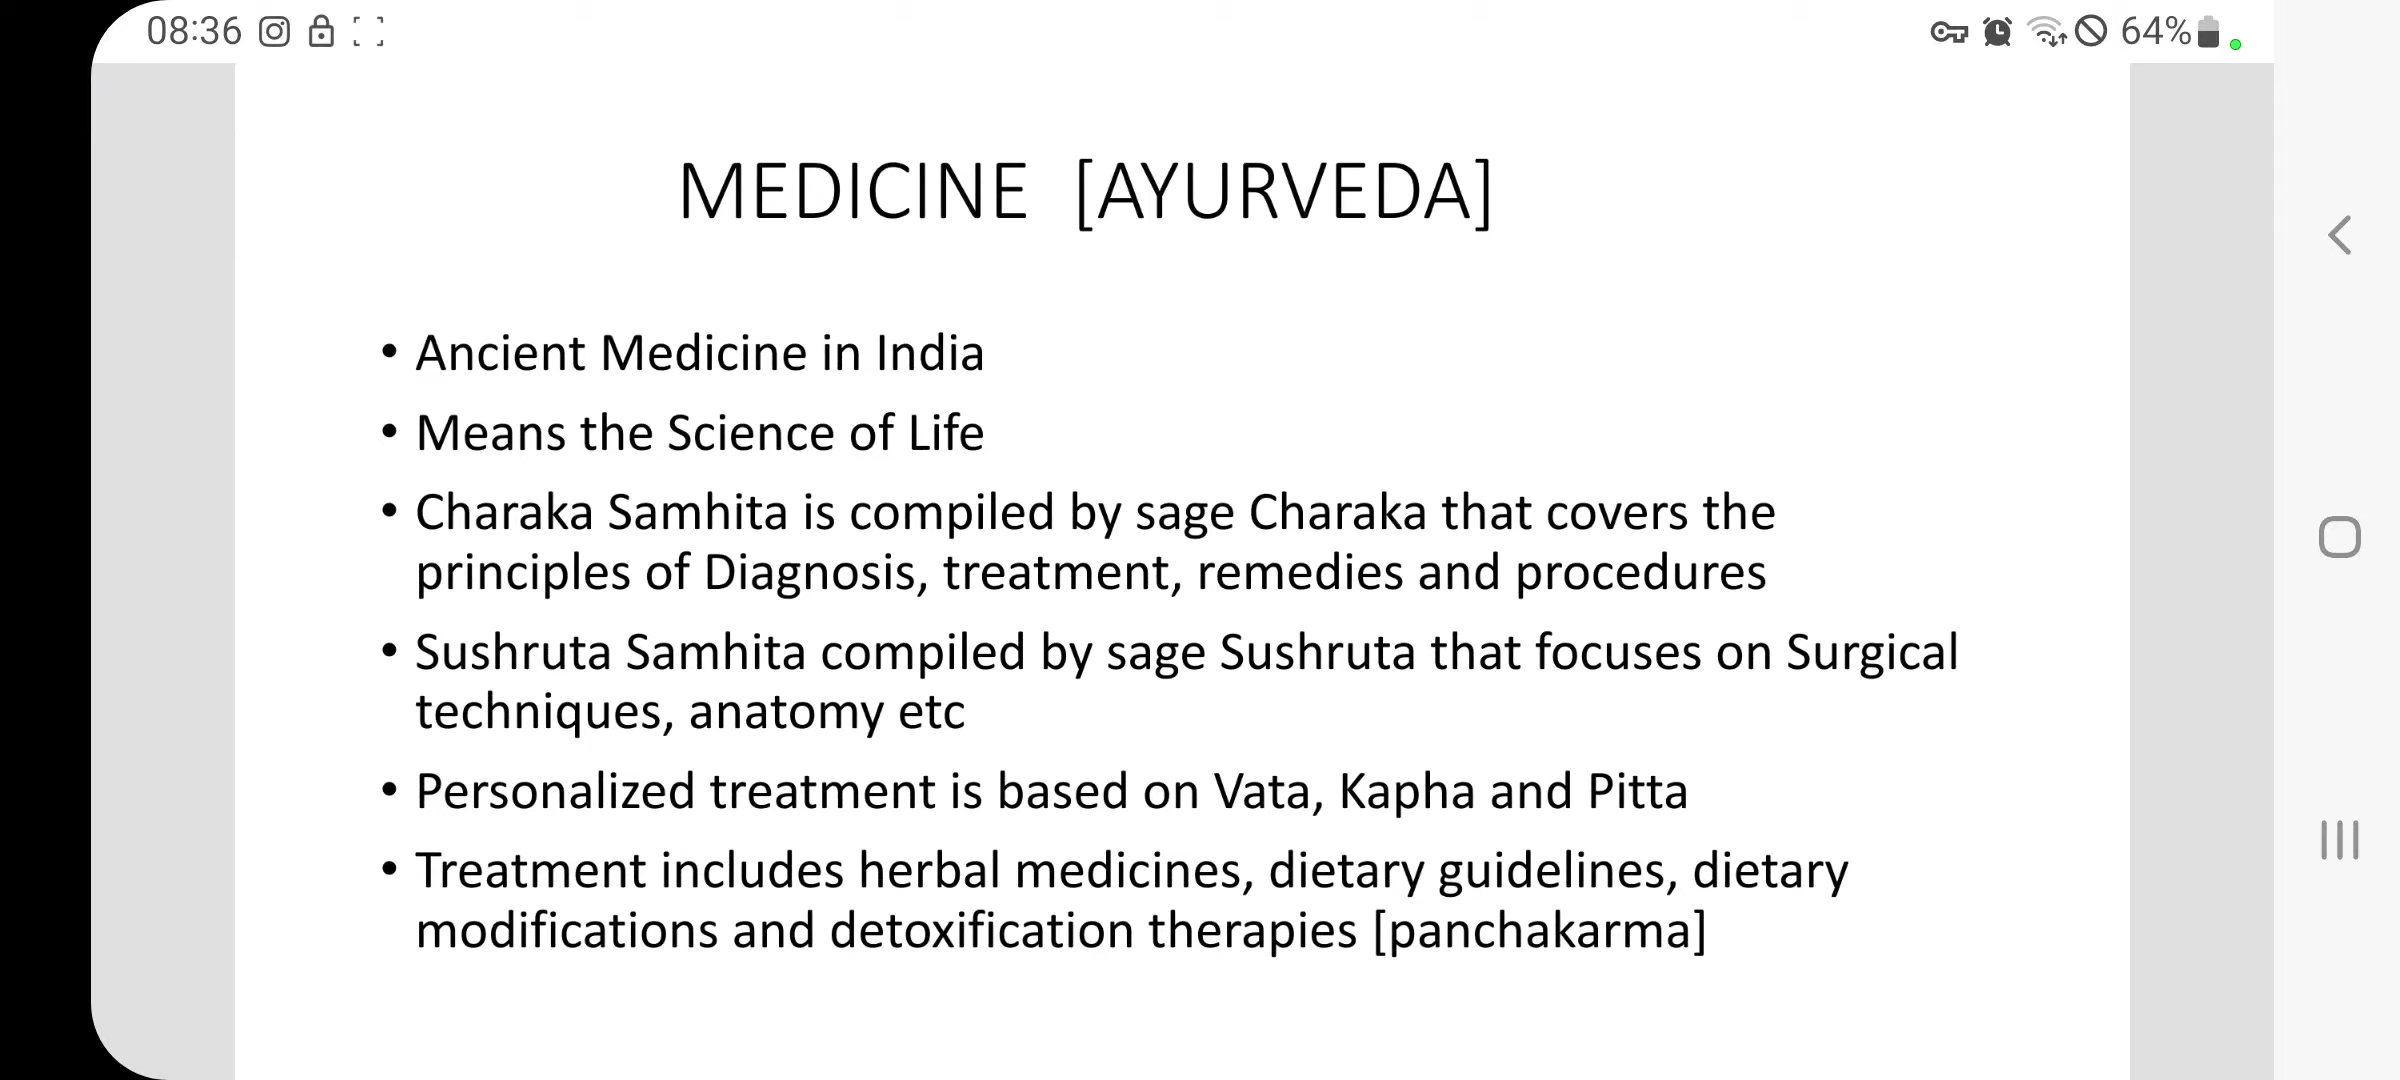 08:36 64%
MEDICINE [AYURVEDA]
• Ancient Medicine in India
• Means the Science of Life
• Charaka Samhita is compiled by sage Charaka that covers the
principles of Diagnosis, treatment, remedies and procedures
• Sushruta Samhita compiled by sage Sushruta that focuses on Surgical
techniques, anatomy etc
• Personalized treatment is based on Vata, Kapha and Pitta
• Treatment includes herbal medicines, dietary guidelines, dietary
modifications and detoxification therapies [panchakarma]